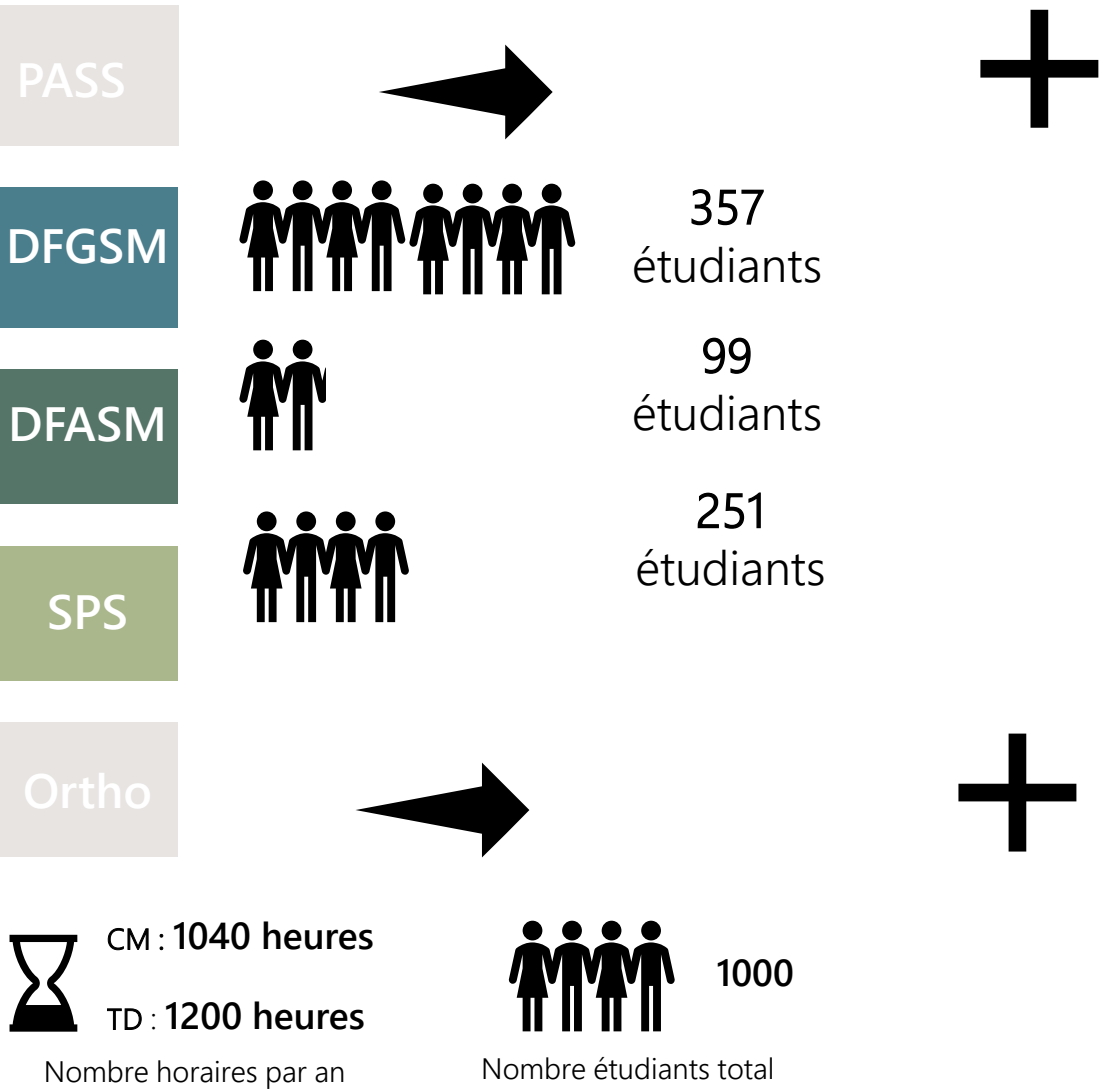 PASS
DFGSM
357
étudiants
DFASM
99
étudiants
SPS
251
étudiants
Ortho
CM : 1040 heures
TD : 1200 heures
Nombre horaires par an
1000
Nombre étudiants total